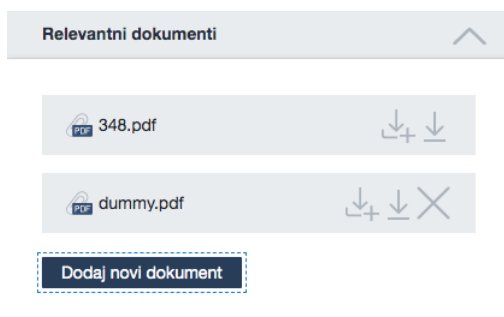 Relevantni dokumenti
PDF 348.pdf
PDF dummy.pdf
Dodaj novi dokument